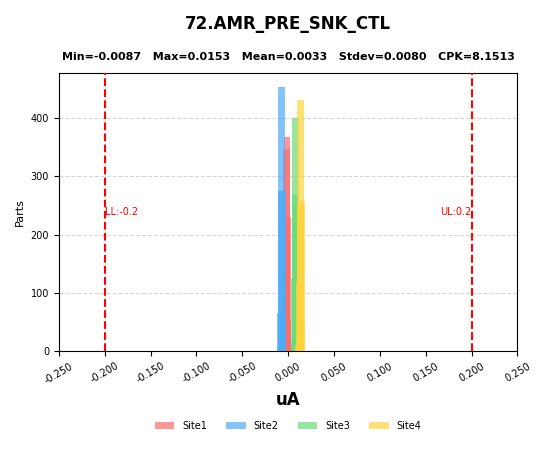 72.AMR_PRE_SNK_CTL
Min=-0.0087 Max=0.0153 Mean=0.0033 Stdev=0.0080 CPK=8.1513
Parts
400
300
200
100
0
LL:-0.2
UL:0.2
-0.250 -0.200 -0.150 -0.100 -0.050 0.000 0.050 0.100 0.150 0.200 0.250
uA
Site1 Site2 Site3 Site4